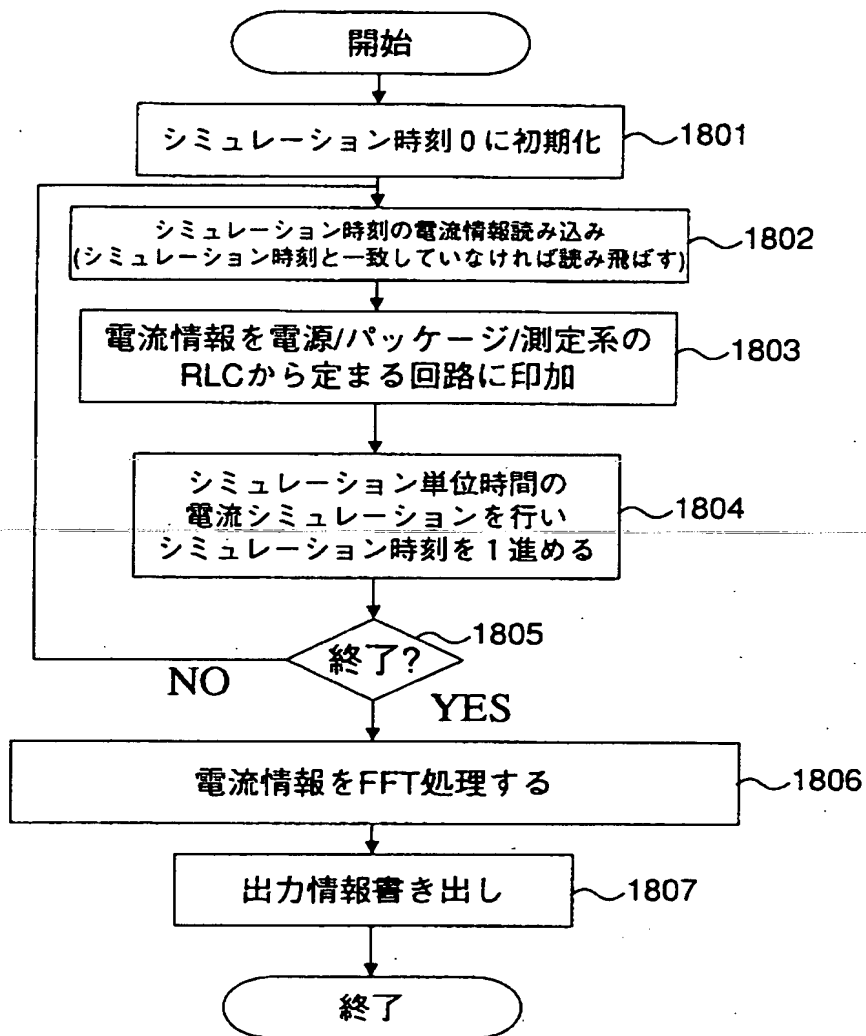 開始
シミュレーション時刻0に初期化
1801
シミュレーション時刻の電流情報読み込み
(シミュレーション時刻と一致していなければ読み飛ばす)
1802
電流情報を電源/パッケージ/測定系の
RLCから定まる回路に印加
1803
シミュレーション単位時間の
電流シミュレーションを行い
シミュレーション時刻を1進める
1804
終了?
1805
NO
YES
電流情報をFFT処理する
1806
出力情報書き出し
1807
終了